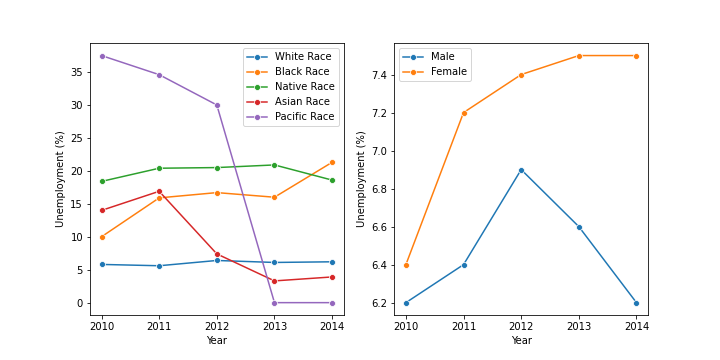 White Race
Black Race
Native Race
Asian Race
Pacific Race
Unemployment (%)
35
30
25
20
15
10
5
0
2010 2011 2012 2013 2014
Year
Male
Female
Unemployment (%)
7.4
7.2
7.0
6.8
6.6
6.4
6.2
2010 2011 2012 2013 2014
Year